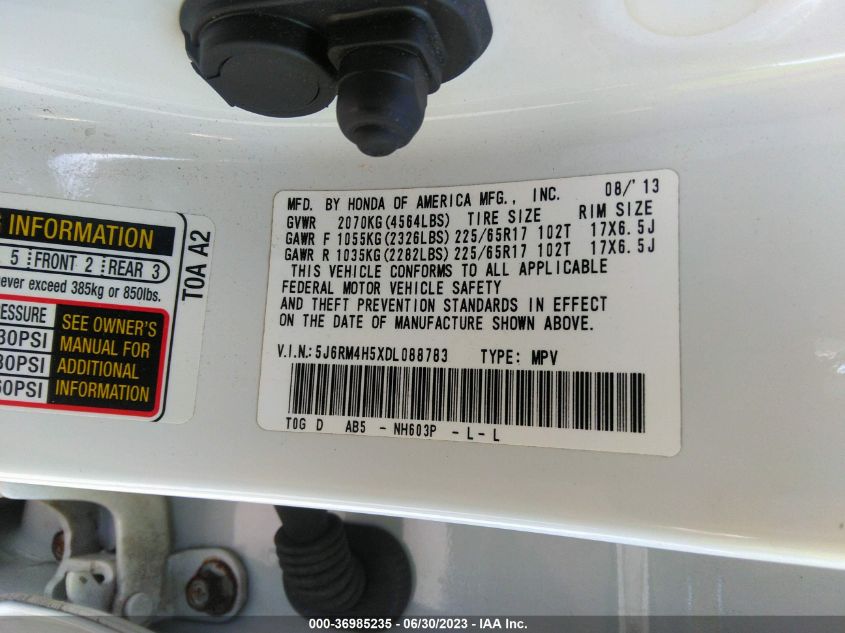 G INFORMATION
5 FRONT 2 REAR 3
never exceed 385kg or 850lbs.
PRESSURE
30PSI
30PSI
60PSI
SEE OWNER'S
MANUAL FOR
ADDITIONAL
INFORMATION
TOA A2
MFD. BY HONDA OF AMERICA MFG., INC. 08/'13
GVWR 2070KG(4564LBS) TIRE SIZE RIM SIZE
GAWR F 1055KG(2326LBS) 225/65R17 102T 17X6.5J
GAWR R 1035KG(2282LBS) 225/65R17 102T 17X6.5J
THIS VEHICLE CONFORMS TO ALL APPLICABLE
FEDERAL MOTOR VEHICLE SAFETY
AND THEFT PREVENTION STANDARDS IN EFFECT
ON THE DATE OF MANUFACTURE SHOWN ABOVE.
V.I.N.:5J6RM4H5XDL088783 TYPE: MPV
TOG D AB5 - NH603P - L - L
000-36985235 - 06/30/2023 - IAA Inc.